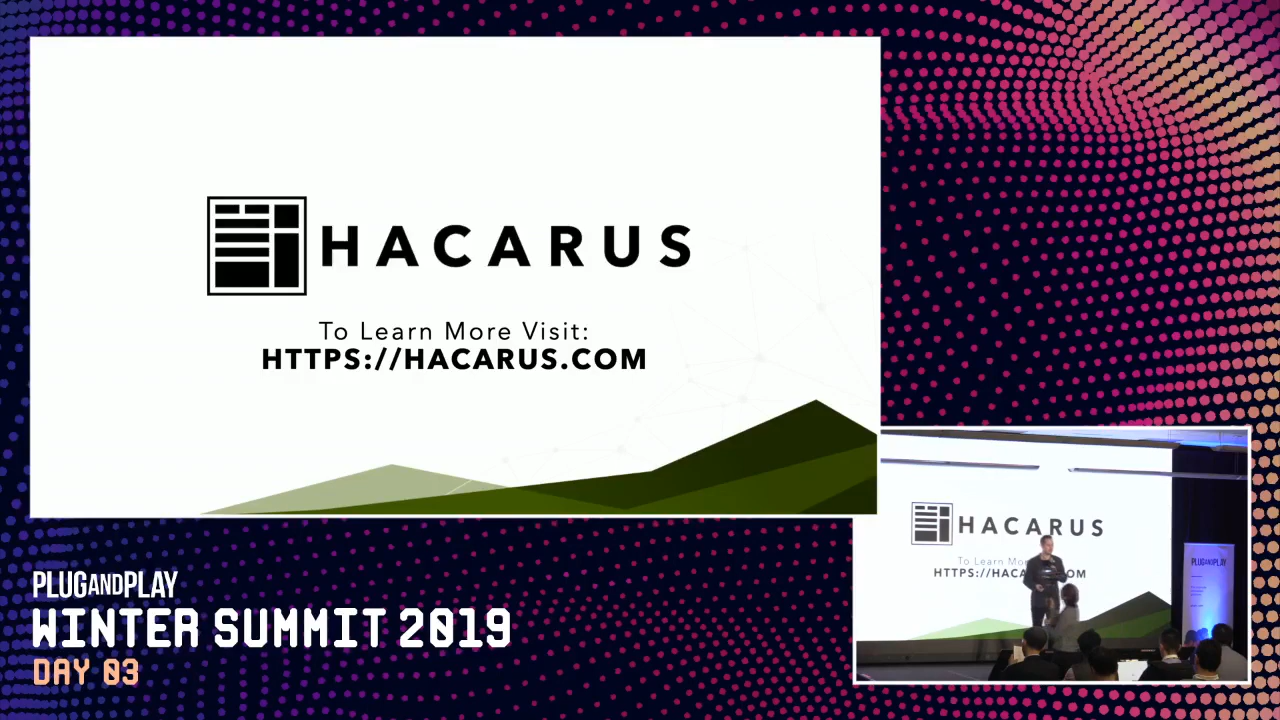 HACARUS
To Learn More Visit:
HTTPS://HACARUS.COM
PLUGANDPLAY
WINTER SUMMIT 2019
DAY 03
HACARUS
To Learn Mor
HTTPS://HACA OM
PLUGANDPLAY